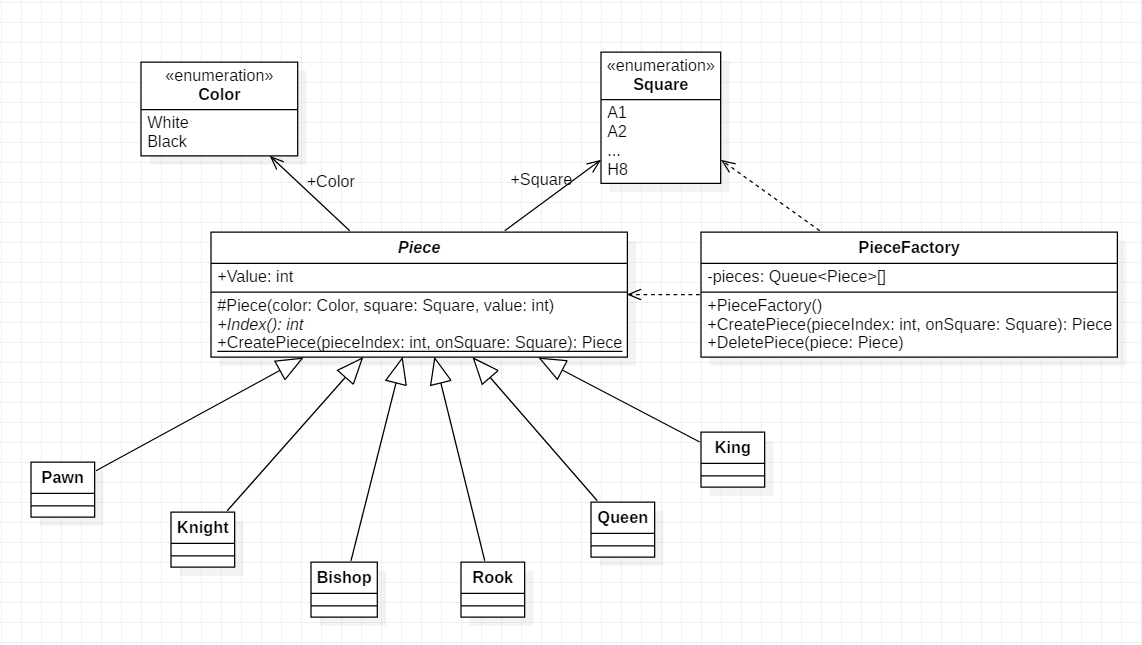 «enumeration»
Color
White
Black
«enumeration»
Square
A1
A2
...
H8
+Color
+Square
Piece
+Value: int
#Piece(color: Color, square: Square, value: int)
+Index(): int
+CreatePiece(pieceIndex: int, onSquare: Square): Piece
PieceFactory
-pieces: Queue<Piece>[]
+PieceFactory()
+CreatePiece(pieceIndex: int, onSquare: Square): Piece
+DeletePiece(piece: Piece)
Pawn
Knight
Bishop
Rook
Queen
King